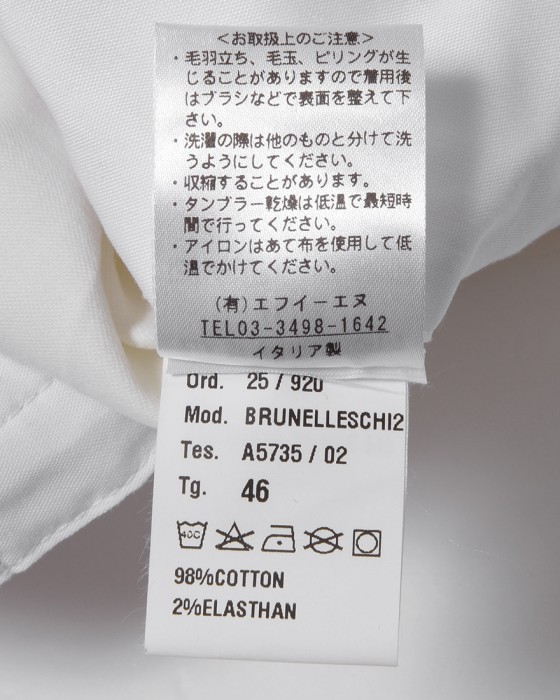 <お取扱上のご注意>
・毛羽立ち、毛玉、ピリングが生
じることがありますので着用後
はブラシなどで表面を整えて下
さい。
・洗濯の際は他のものと分けて洗
うようにしてください。
・収縮することがあります。
・タンブラー乾燥は低温で最短時
間で行ってください。
・アイロンはあて布を使用して低
温でかけてください。
(有)エフイーエヌ
TEL03-3498-1642
イタリア製
Ord. 25 / 920
Mod. BRUNELLESCHI2
Tes. A5735 / 02
Tg. 46
40C
98%COTTON
2%ELASTHAN